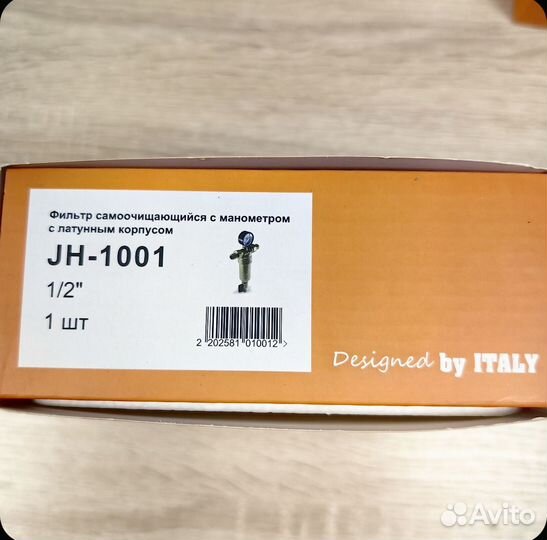 Фильтр самоочищающийся с манометром
с латунным корпусом
JH-1001
1/2"
1 шт
2 202581 010012 >
Designed by ITALY
Avito